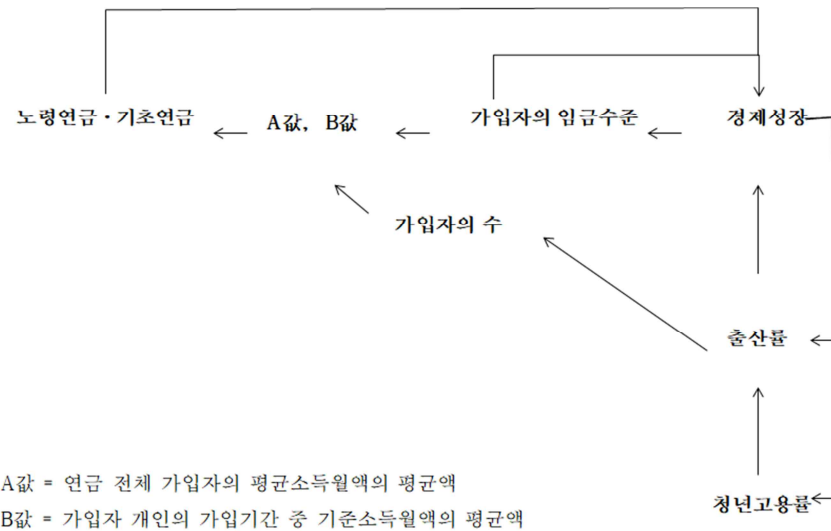 노령연금·기초연금
A값, B값
가입자의 임금수준
경제성장
가입자의 수
출산률
청년고용률
A값 = 연금 전체 가입자의 평균소득월액의 평균액
B값 = 가입자 개인의 가입기간 중 기준소득월액의 평균액